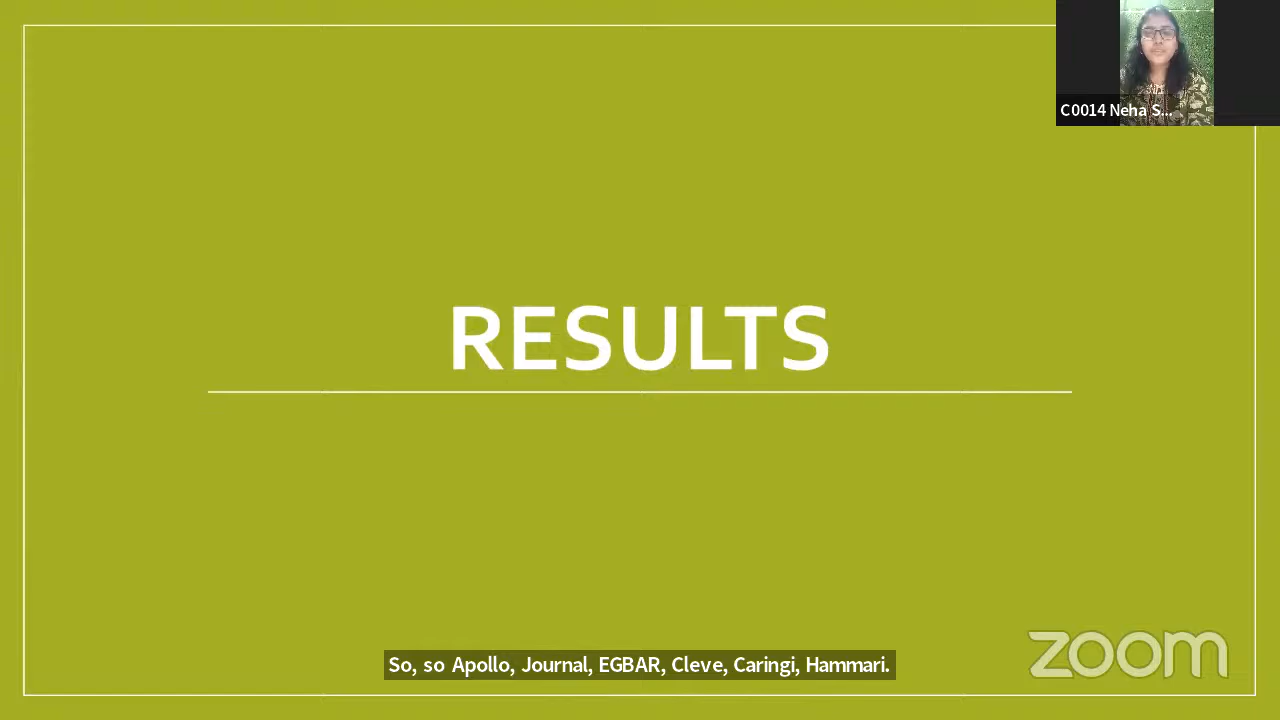 C0014 Neha S...
RESULTS
So, so Apollo, Journal, EGBAR, Cleve, Caringi, Hammari.
zoom